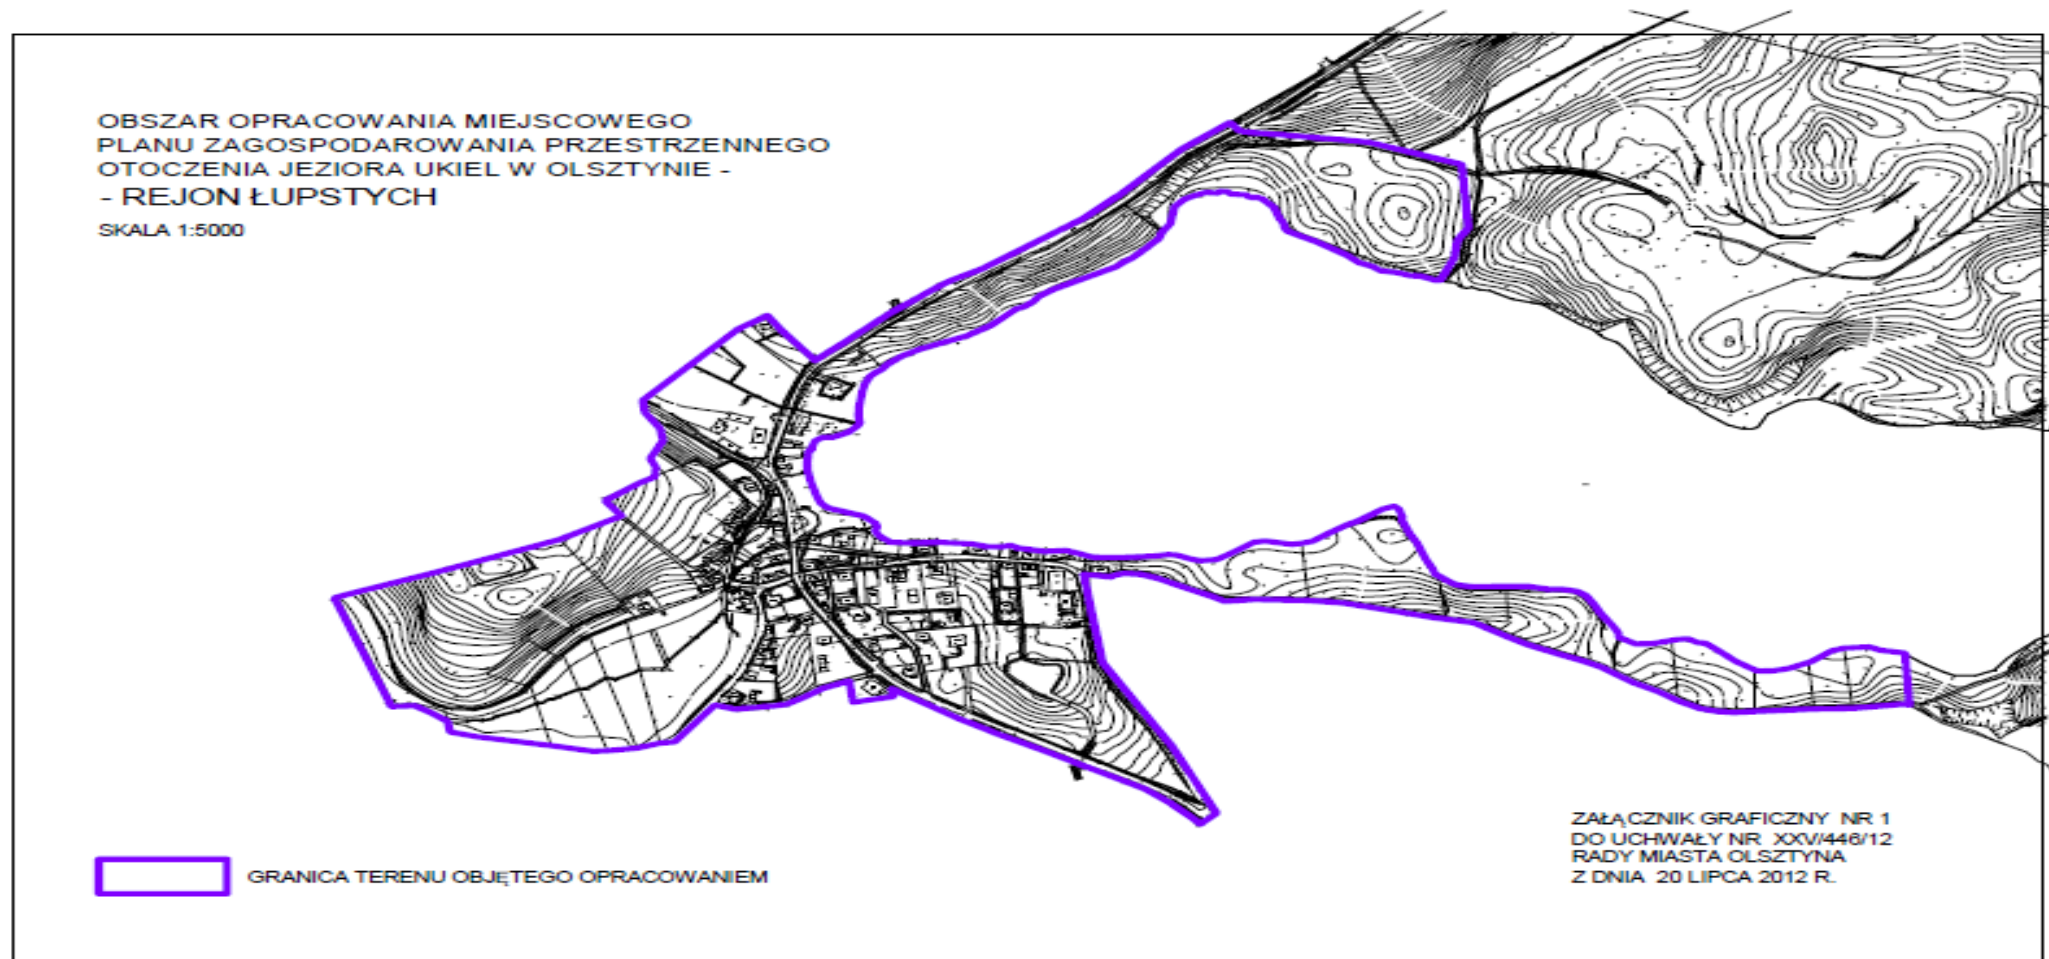 OBSZAR OPRACOWANIA MIEJSCOWEGO
PLANU ZAGOSPODAROWANIA PRZESTRZENNEGO
OTOCZENIA JEZIORA UKIEL W OLSZTYNIE -
- REJON ŁUPSTYCH
SKALA 1:5000
GRANICA TERENU OBJĘTEGO OPRACOWANIEM
ZAŁĄCZNIK GRAFICZNY NR 1
DO UCHWAŁY NR XXV/446/12
RADY MIASTA OLSZTYNA
Z DNIA 20 LIPCA 2012 R.